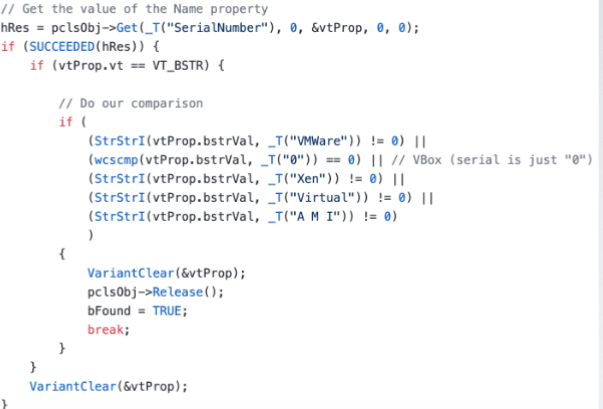 // Get the value of the Name property
hRes = pclsObj->Get(_T("SerialNumber"), 0, &vtProp, 0, 0);
if (SUCCEEDED(hRes)) {
    if (vtProp.vt == VT_BSTR) {

        // Do our comparison
        if (
            (StrStrI(vtProp.bstrVal, _T("VMWare")) != 0) ||
            (wcscmp(vtProp.bstrVal, _T("0")) == 0) || // VBox (serial is just "0")
            (StrStrI(vtProp.bstrVal, _T("Xen")) != 0) ||
            (StrStrI(vtProp.bstrVal, _T("Virtual")) != 0) ||
            (StrStrI(vtProp.bstrVal, _T("A M I")) != 0)
            )
        {
            VariantClear(&vtProp);
            pclsObj->Release();
            bFound = TRUE;
            break;
        }
    }
    VariantClear(&vtProp);
}